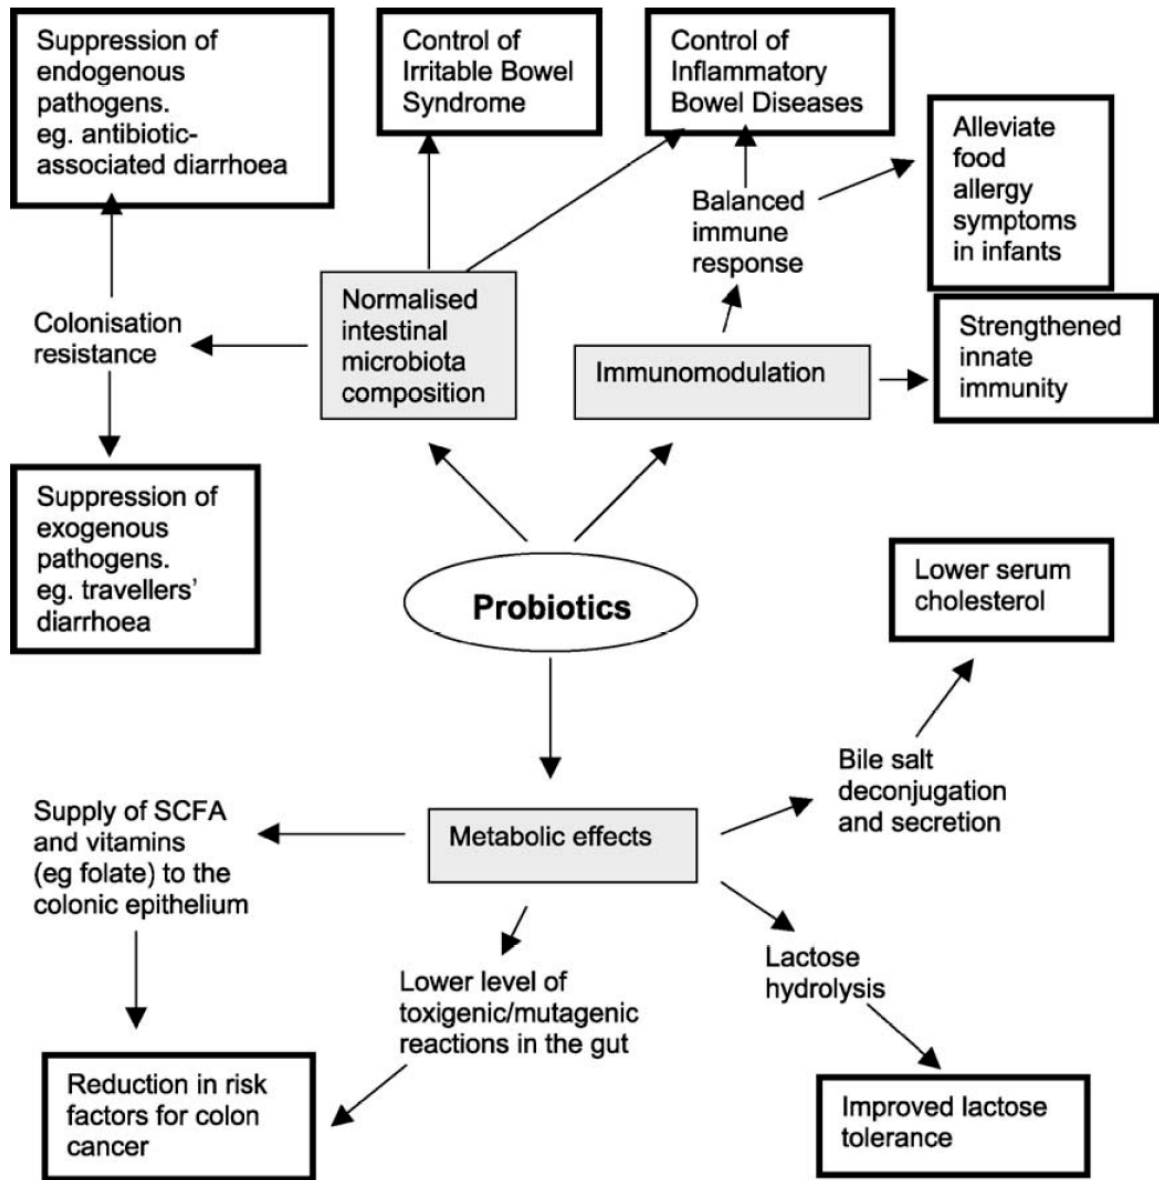 Suppression of
endogenous
pathogens.
eg. antibiotic-
associated diarrhoea
Control of
Irritable Bowel
Syndrome
Control of
Inflammatory
Bowel Diseases
Alleviate
food
allergy
symptoms
in infants
Balanced
immune
response
Normalised
intestinal
microbiota
composition
Colonisation
resistance
Immunomodulation
Strengthened
innate
immunity
Suppression of
exogenous
pathogens.
eg. travellers’
diarrhoea
Probiotics
Lower serum
cholesterol
Bile salt
deconjugation
and secretion
Supply of SCFA
and vitamins
(eg folate) to the
colonic epithelium
Metabolic effects
Lower level of
toxigenic/mutagenic
reactions in the gut
Lactose
hydrolysis
Reduction in risk
factors for colon
cancer
Improved lactose
tolerance